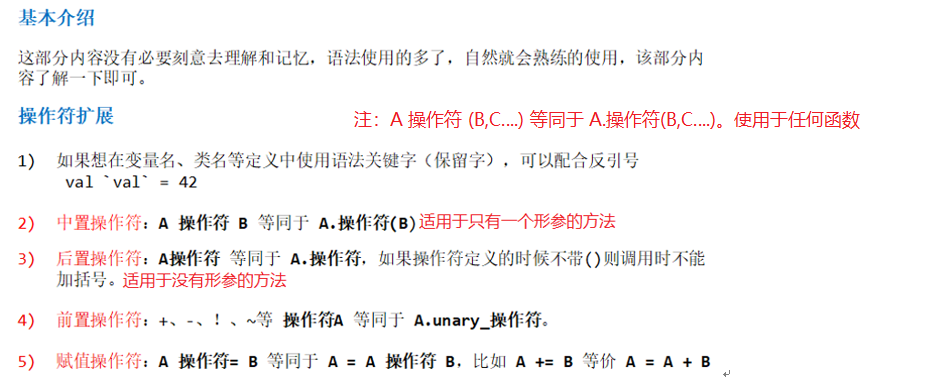 基本介绍
这部分内容没有必要刻意去理解和记忆，语法使用的多了，自然就会熟练的使用，该部分内
容了解一下即可。
操作符扩展
注：A 操作符 (B,C....) 等同于 A.操作符(B,C....)。使用于任何函数
1) 如果想在变量名、类名等定义中使用语法关键字（保留字），可以配合反引号
val `val` = 42
2) 中置操作符：A 操作符 B 等同于 A.操作符(B)适用于只有一个形参的方法
3) 后置操作符：A操作符 等同于 A.操作符，如果操作符定义的时候不带()则调用时不能
加括号。适用于没有形参的方法
4) 前置操作符：+、-、！、~等 操作符A 等同于 A.unary_操作符。
5) 赋值操作符：A 操作符= B 等同于 A = A 操作符 B，比如 A += B 等价 A = A + B